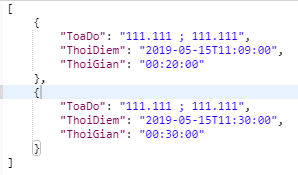 [
    {
        "ToaDo": "111.111 ; 111.111",
        "ThoiDiem": "2019-05-15T11:09:00",
        "ThoiGian": "00:20:00"
    },
    {
        "ToaDo": "111.111 ; 111.111",
        "ThoiDiem": "2019-05-15T11:30:00",
        "ThoiGian": "00:30:00"
    }
]